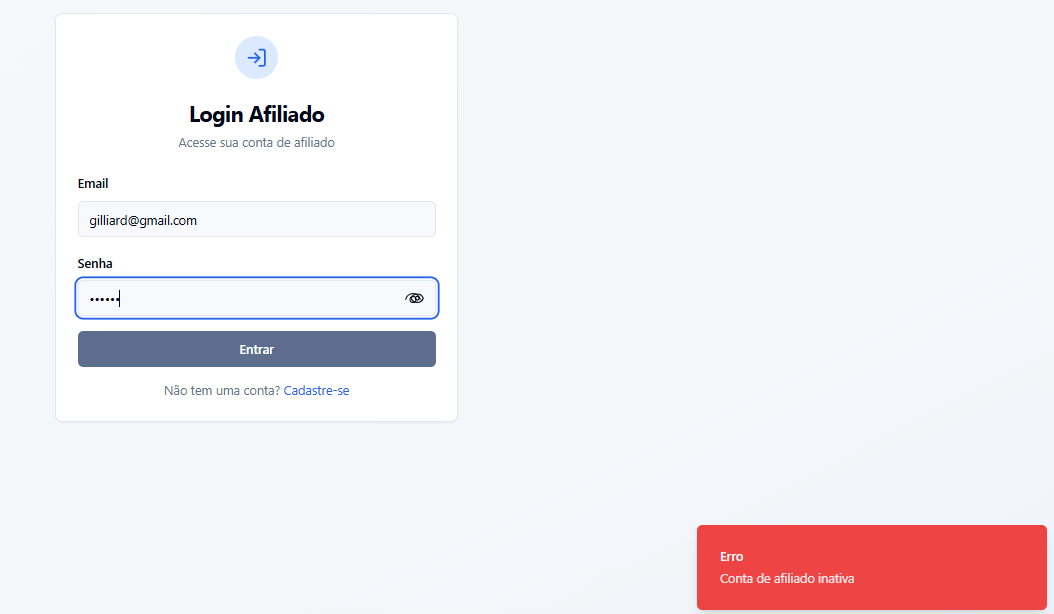 Login Afiliado
Acesse sua conta de afiliado
Email
gilliard@gmail.com
Senha
••••••
Entrar
Não tem uma conta? Cadastre-se
Erro
Conta de afiliado inativa